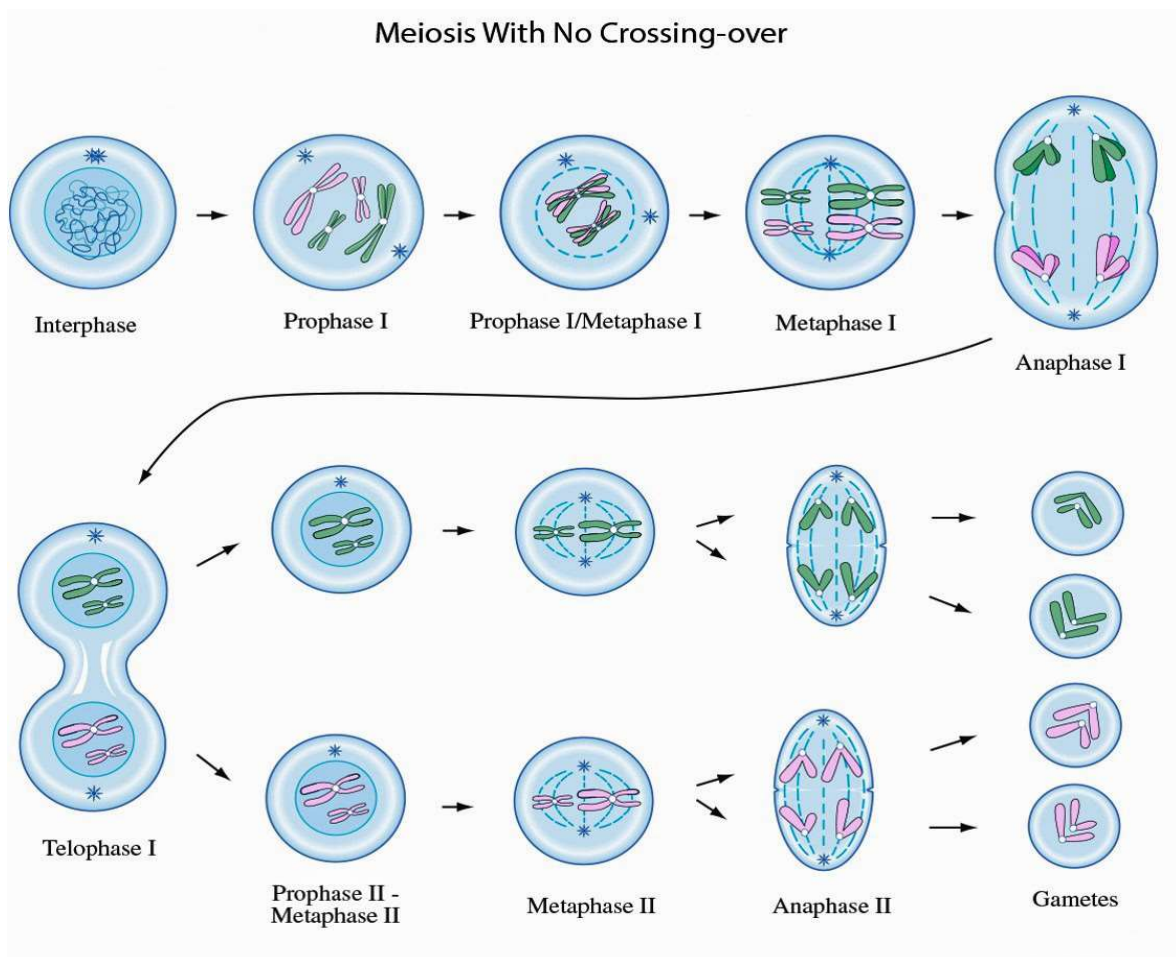 Meiosis With No Crossing-over
Interphase
Prophase I
Prophase I/Metaphase I
Metaphase I
Anaphase I
Telophase I
Prophase II -
Metaphase II
Metaphase II
Anaphase II
Gametes